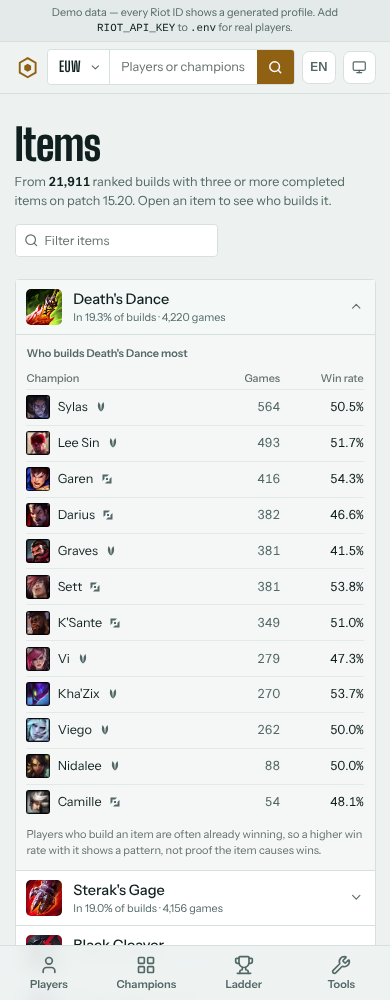 Demo data — every Riot ID shows a generated profile. Add
RIOT_API_KEY to .env for real players.
EUW
Players or champions
EN
Items
From 21,911 ranked builds with three or more completed
items on patch 15.20. Open an item to see who builds it.
Filter items
Death's Dance
In 19.3% of builds · 4,220 games
Who builds Death's Dance most
Champion Games Win rate
Sylas 564 50.5%
Lee Sin 493 51.7%
Garen 416 54.3%
Darius 382 46.6%
Graves 381 41.5%
Sett 381 53.8%
K'Sante 349 51.0%
Vi 279 47.3%
Kha'Zix 270 53.7%
Viego 262 50.0%
Nidalee 88 50.0%
Camille 54 48.1%
Players who build an item are often already winning, so a higher win
rate with it shows a pattern, not proof the item causes wins.
Sterak's Gage
In 19.0% of builds · 4,156 games
Black Cleaver
Players Champions Ladder Tools